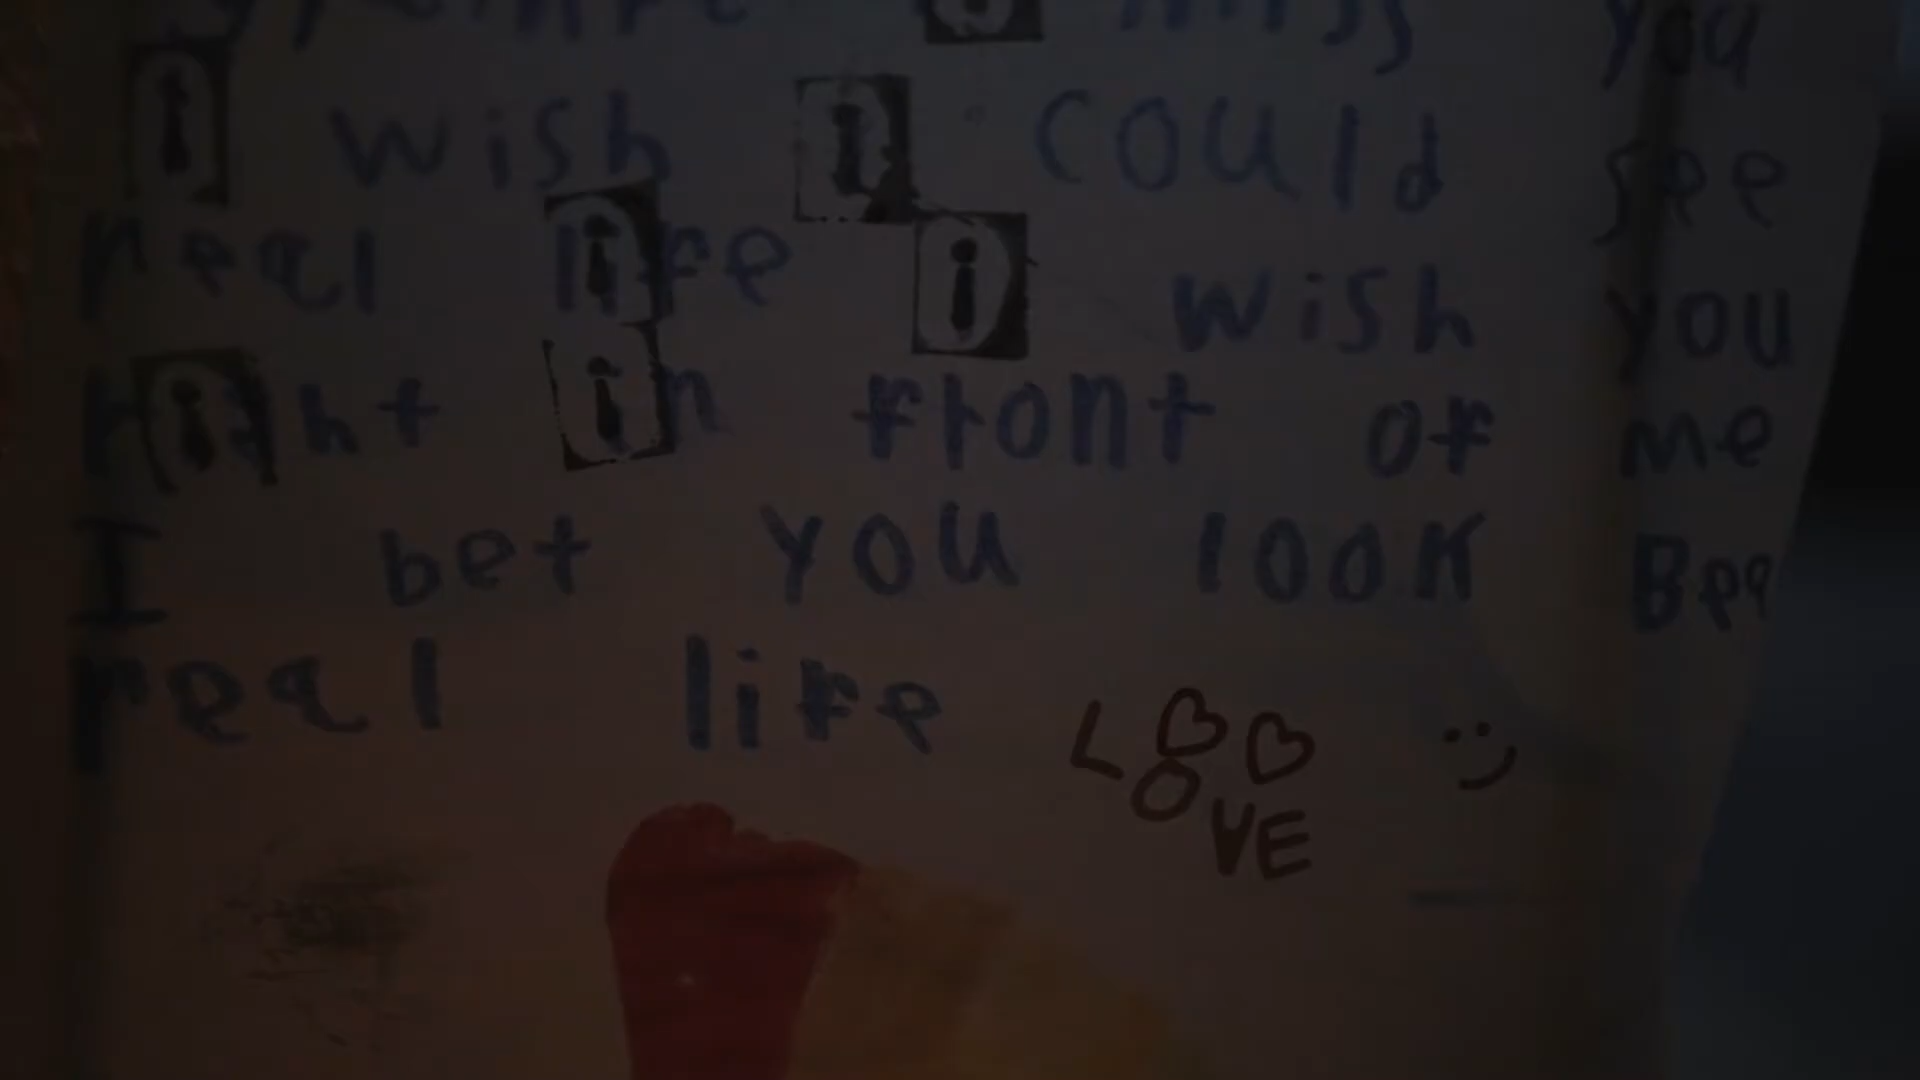 i miss you
i wish i could see
real life i wish you
right in front of me
I bet you look
real life LOVE :)